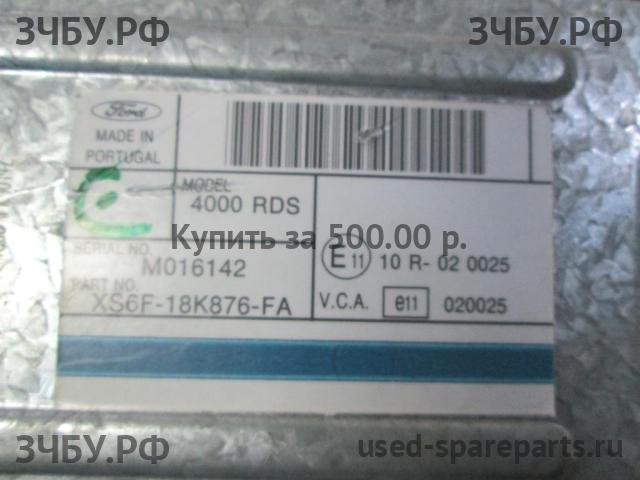 ЗЧБУ.РФ
ЗЧБУ.РФ
Ford
MADE IN
PORTUGAL
MODEL
4000 RDS
C
Купить за 500.00 р.
SERIAL NO.
M016142
E 11
10 R- 02 0025
PART NO.
XS6F-18K876-FA
V.C.A.
e11
020025
ЗЧБУ.РФ
used-spareparts.ru